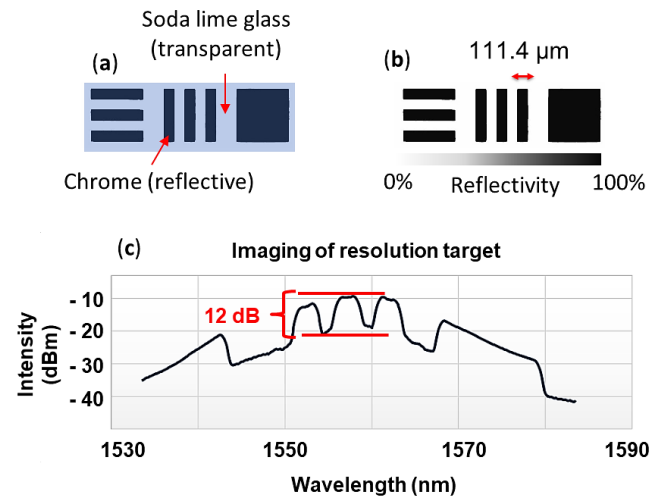 Soda lime glass
(transparent)
(a)
Chrome (reflective)
(b)
111.4 µm
0% Reflectivity 100%
(c)
Imaging of resolution target
Intensity
(dBm)
- 10
- 20
- 30
- 40
12 dB
1530 1550 1570 1590
Wavelength (nm)